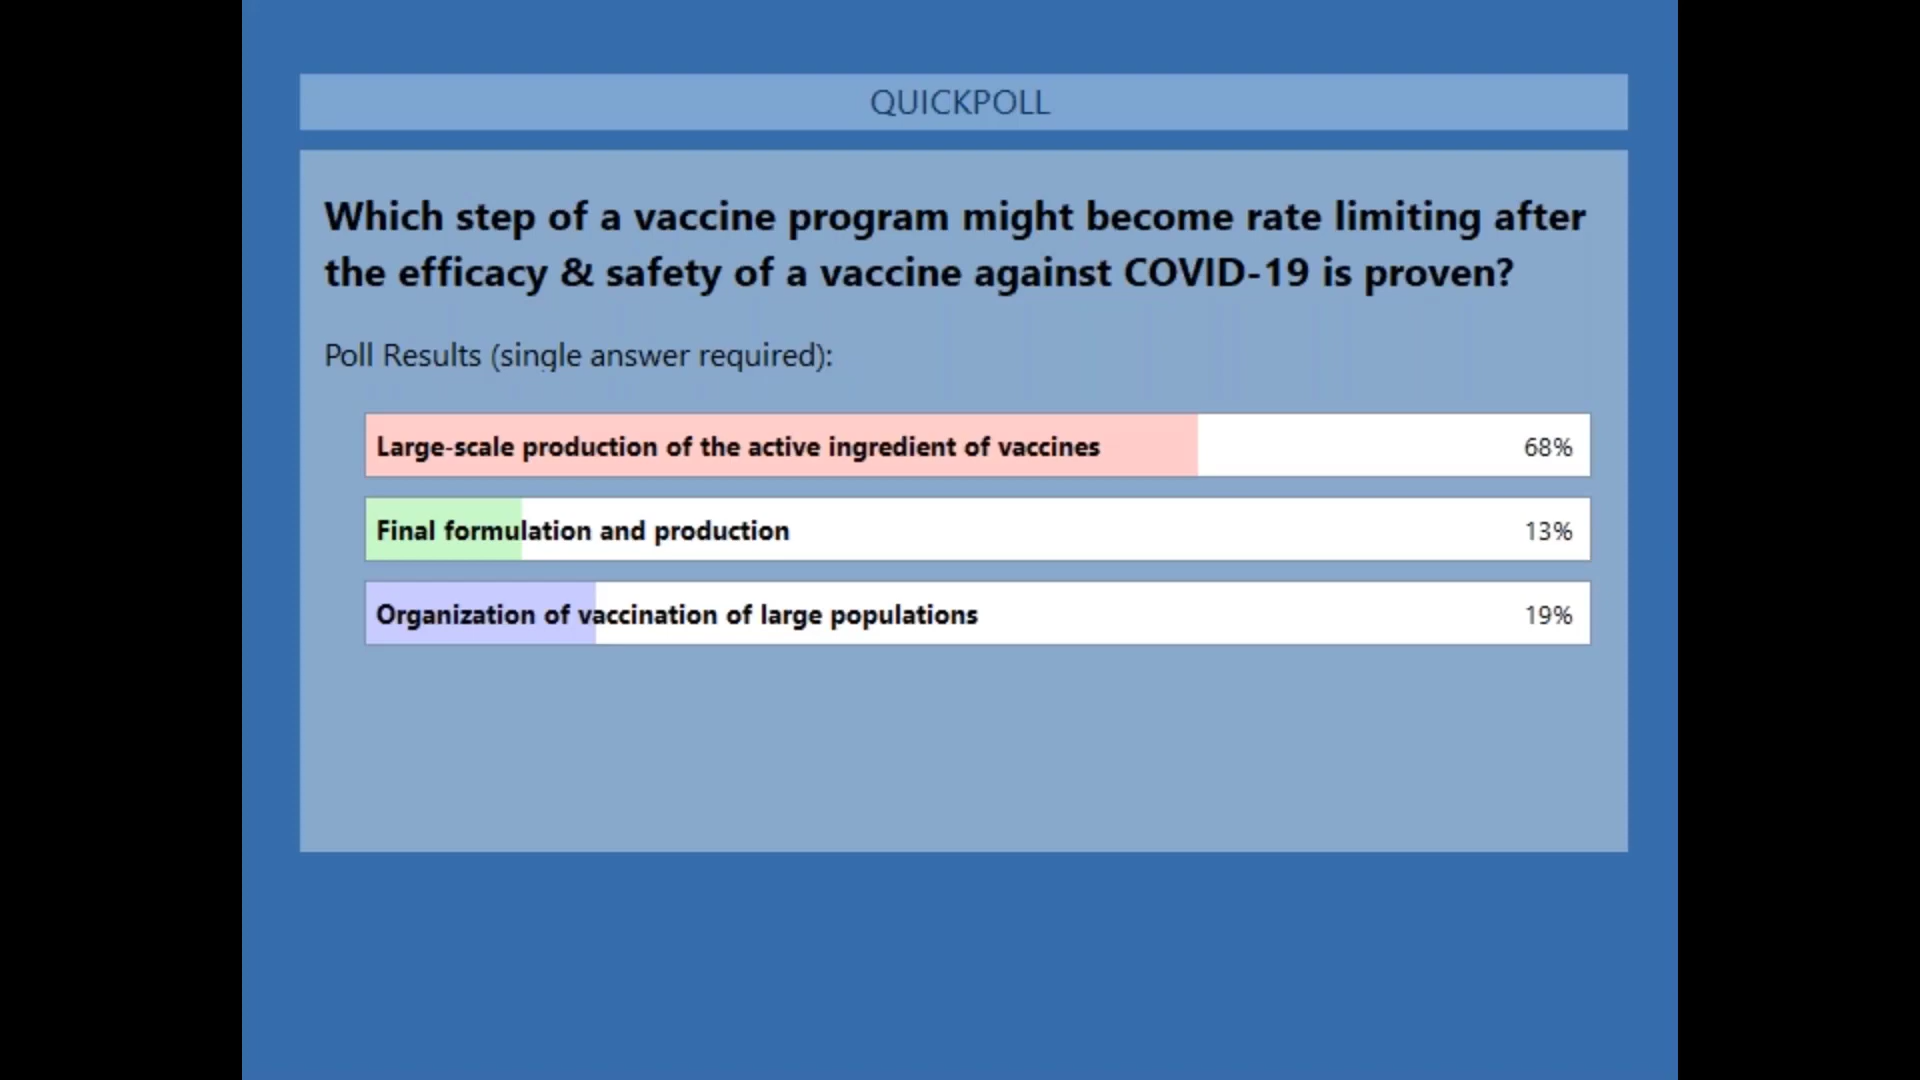 QUICKPOLL
Which step of a vaccine program might become rate limiting after
the efficacy & safety of a vaccine against COVID-19 is proven?
Poll Results (single answer required):
Large-scale production of the active ingredient of vaccines 68%
Final formulation and production 13%
Organization of vaccination of large populations 19%